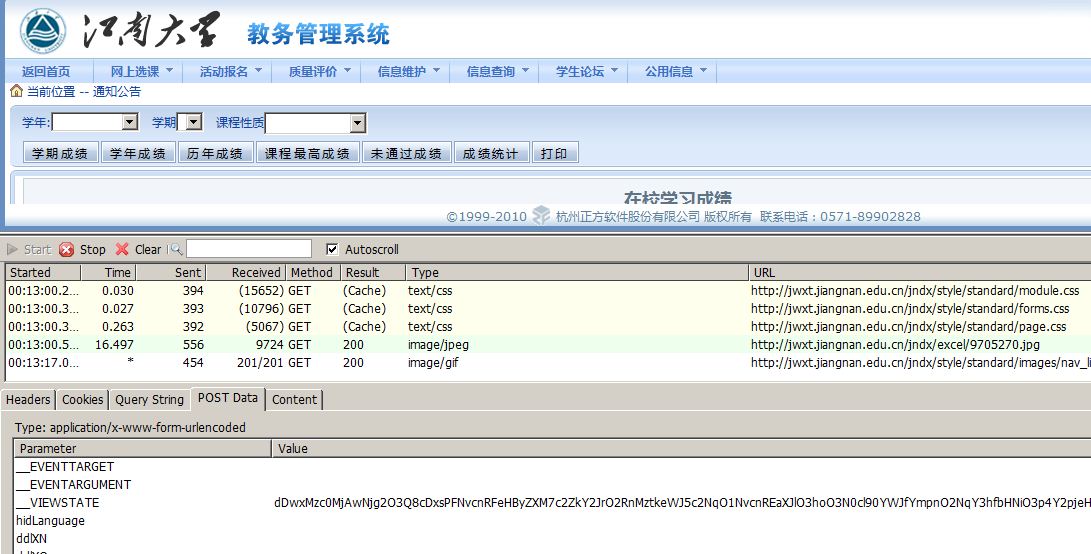 江南大学 教务管理系统
返回首页 网上选课 活动报名 质量评价 信息维护 信息查询 学生论坛 公用信息
当前位置 -- 通知公告
学年: 学期 课程性质
学期成绩 学年成绩 历年成绩 课程最高成绩 未通过成绩 成绩统计 打印
在校学习成绩
©1999-2010 杭州正方软件股份有限公司 版权所有 联系电话：0571-89902828
Start Stop Clear Autoscroll
Started Time Sent Received Method Result Type URL
00:13:00.2... 0.030 394 (15652) GET (Cache) text/css http://jwxt.jiangnan.edu.cn/jndx/style/standard/module.css
00:13:00.3... 0.027 393 (10796) GET (Cache) text/css http://jwxt.jiangnan.edu.cn/jndx/style/standard/forms.css
00:13:00.3... 0.263 392 (5067) GET (Cache) text/css http://jwxt.jiangnan.edu.cn/jndx/style/standard/page.css
00:13:00.5... 16.497 556 9724 GET 200 image/jpeg http://jwxt.jiangnan.edu.cn/jndx/excel/9705270.jpg
00:13:17.0... * 454 201/201 GET 200 image/gif http://jwxt.jiangnan.edu.cn/jndx/style/standard/images/nav_li
Headers Cookies Query String POST Data Content
Type: application/x-www-form-urlencoded
Parameter Value
__EVENTTARGET
__EVENTARGUMENT
__VIEWSTATE dDwxMzc0MjAwNjg2O3Q8cDxsPFNvcnRFeHByZXM7c2ZkY2JrO2RnMztkeWJ5c2NqO1NvcnREaXJlO3hoO3N0cl90YWJfYmpnO2NqY3hfbHNiO3p4Y2pjeH
hidLanguage
ddlXN